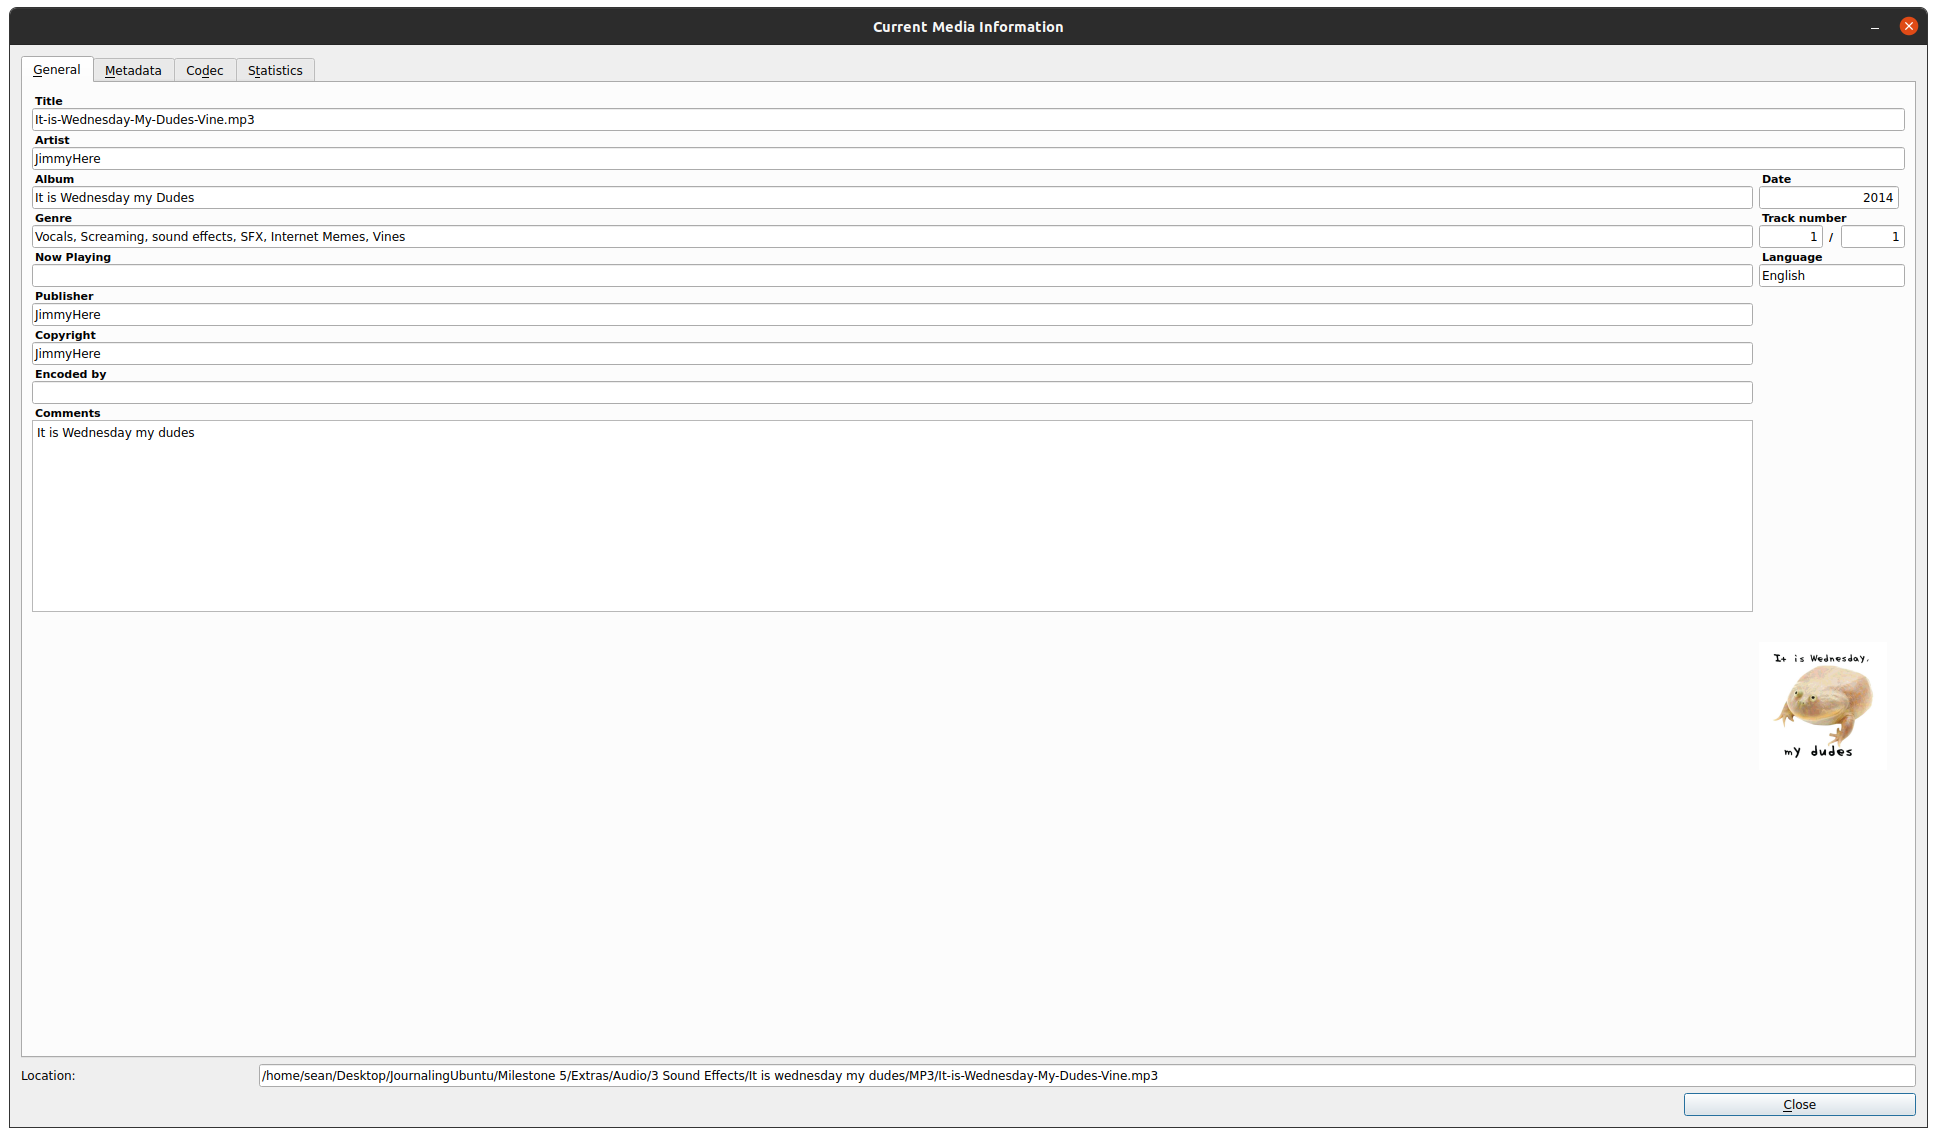 Current Media Information
General Metadata Codec Statistics
Title
It-is-Wednesday-My-Dudes-Vine.mp3
Artist
JimmyHere
Album Date
It is Wednesday my Dudes 2014
Genre Track number
Vocals, Screaming, sound effects, SFX, Internet Memes, Vines 1 / 1
Now Playing Language
English
Publisher
JimmyHere
Copyright
JimmyHere
Encoded by
Comments
It is Wednesday my dudes
It is Wednesday,
my dudes
Location: /home/sean/Desktop/JournalingUbuntu/Milestone 5/Extras/Audio/3 Sound Effects/It is wednesday my dudes/MP3/It-is-Wednesday-My-Dudes-Vine.mp3
Close